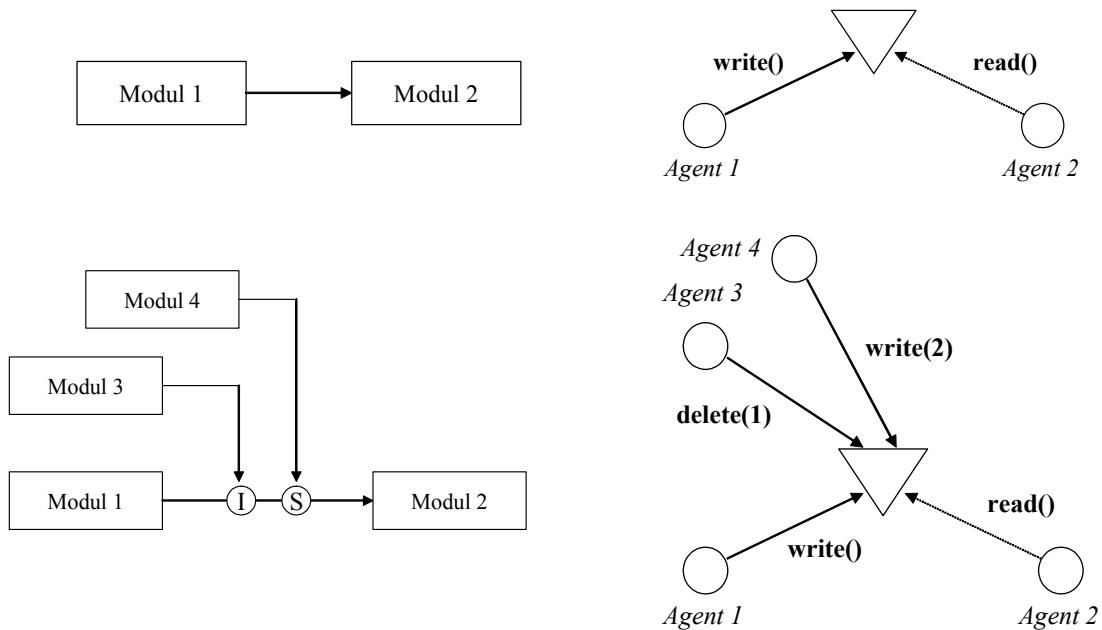 Modul 1
Modul 2
write()
read()
Agent 1
Agent 2
Modul 4
Modul 3
Modul 1
I
S
Modul 2
Agent 4
Agent 3
write(2)
delete(1)
read()
write()
Agent 1
Agent 2